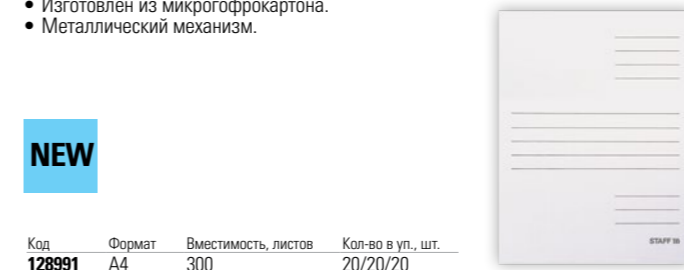 • Изготовлен из микрогофрокартона.
• Металлический механизм.
NEW
Код Формат Вместимость, листов Кол-во в уп., шт.
128991 A4 300 20/20/20
STAFF